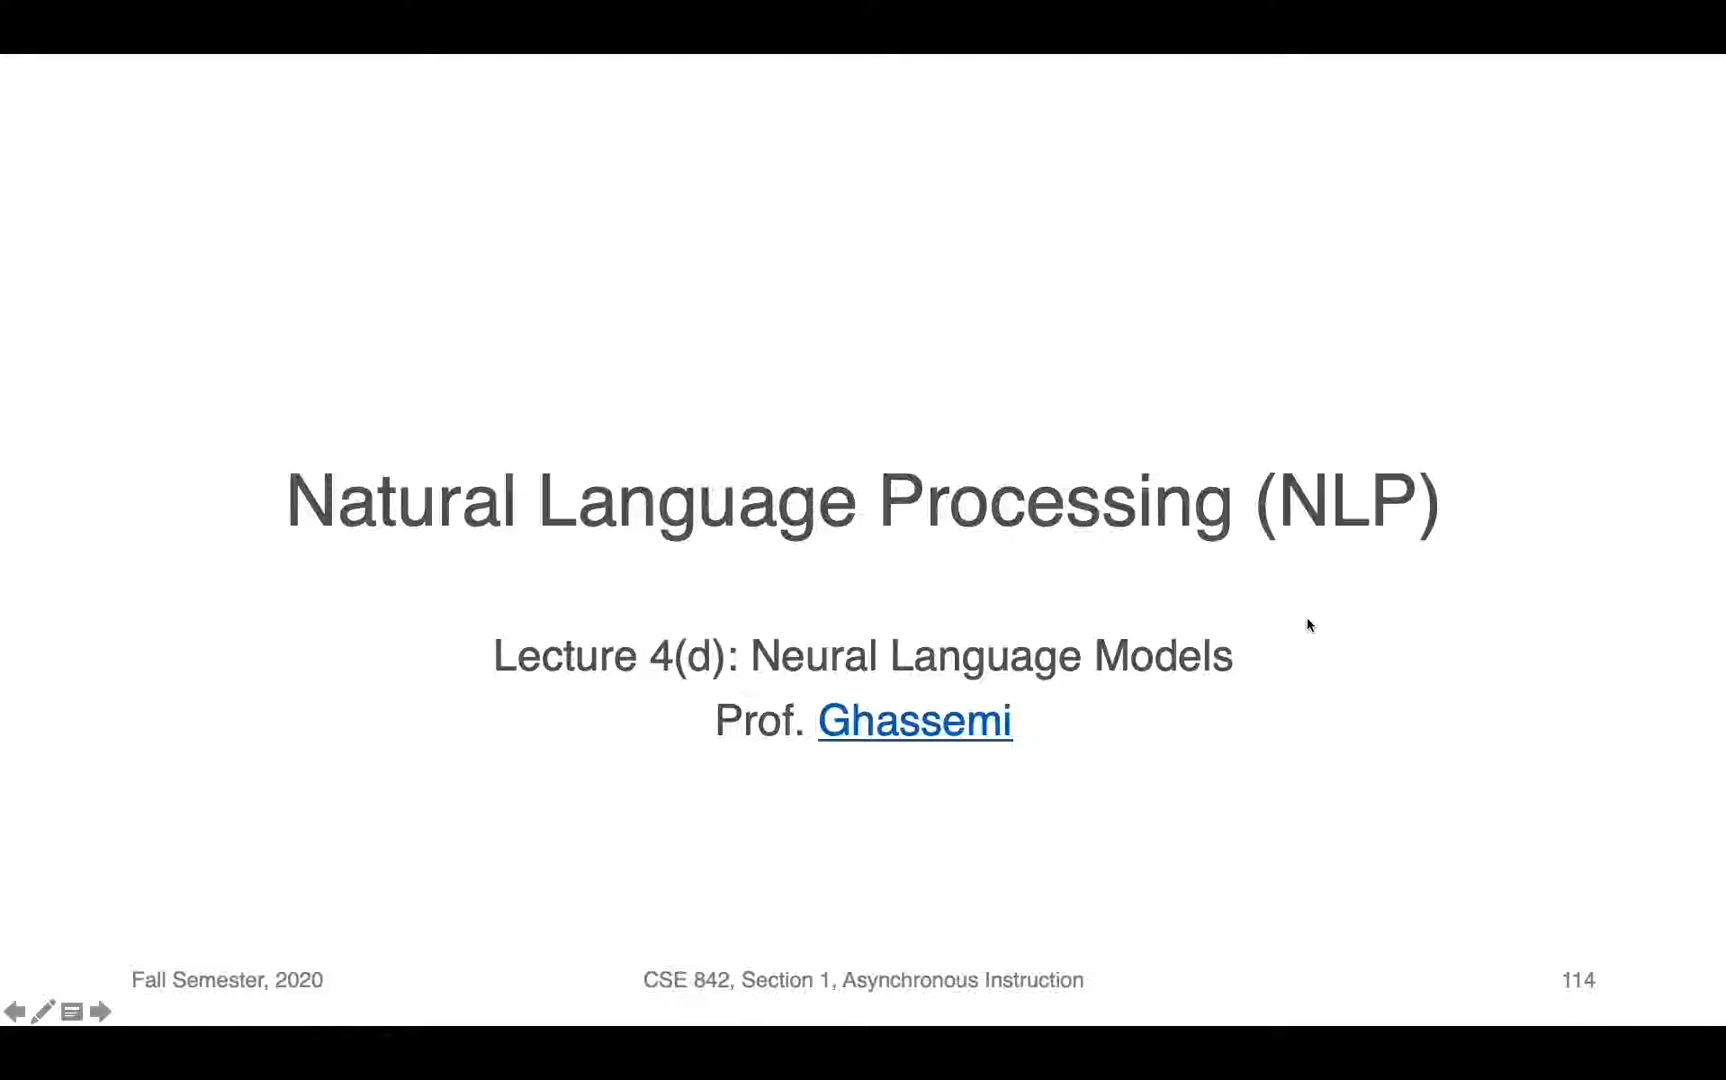 Natural Language Processing (NLP)
Lecture 4(d): Neural Language Models
Prof. Ghassemi
Fall Semester, 2020
CSE 842, Section 1, Asynchronous Instruction
114